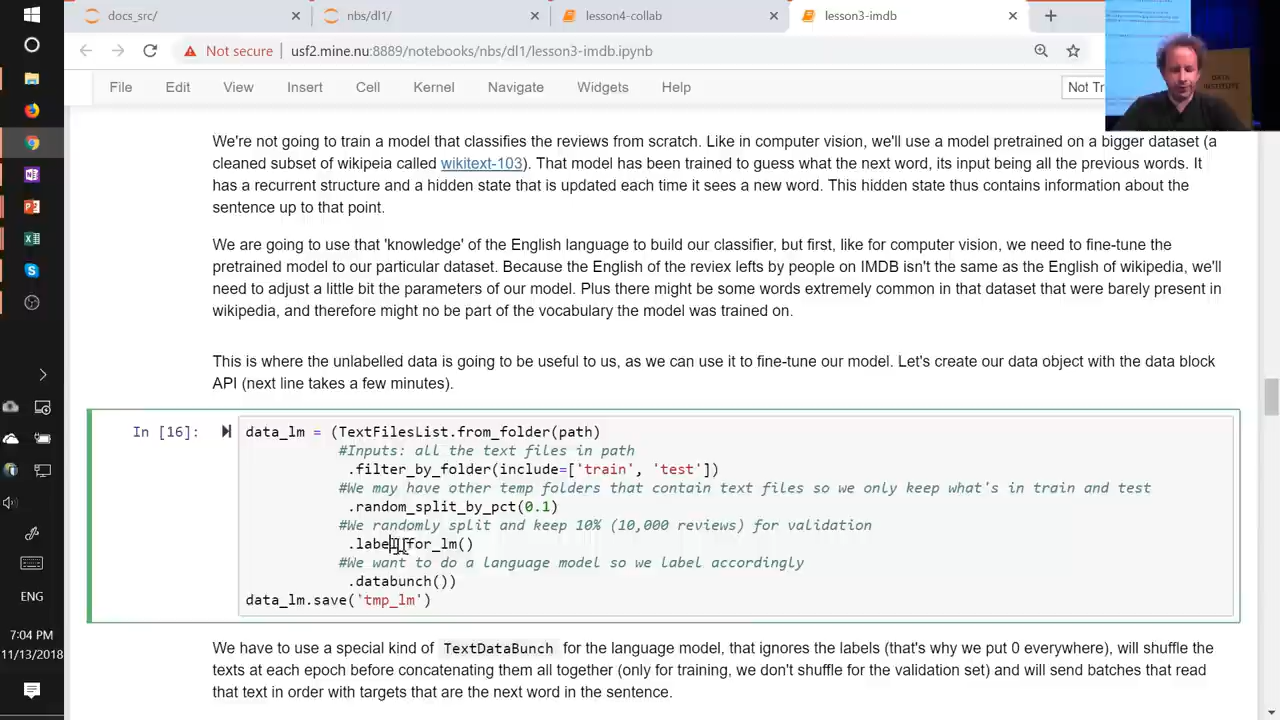 docs_src/
nbs/dl1/
lesson4-collab
lesson3-imdb
Not secure
usf2.mine.nu:8889/notebooks/nbs/dl1/lesson3-imdb.ipynb
File Edit View Insert Cell Kernel Navigate Widgets Help
Not Tr
We're not going to train a model that classifies the reviews from scratch. Like in computer vision, we'll use a model pretrained on a bigger dataset (a
cleaned subset of wikipeia called wikitext-103). That model has been trained to guess what the next word, its input being all the previous words. It
has a recurrent structure and a hidden state that is updated each time it sees a new word. This hidden state thus contains information about the
sentence up to that point.
We are going to use that 'knowledge' of the English language to build our classifier, but first, like for computer vision, we need to fine-tune the
pretrained model to our particular dataset. Because the English of the reviex lefts by people on IMDB isn't the same as the English of wikipedia, we'll
need to adjust a little bit the parameters of our model. Plus there might be some words extremely common in that dataset that were barely present in
wikipedia, and therefore might no be part of the vocabulary the model was trained on.
This is where the unlabelled data is going to be useful to us, as we can use it to fine-tune our model. Let's create our data object with the data block
API (next line takes a few minutes).
In [16]:
data_lm = (TextFilesList.from_folder(path)
#Inputs: all the text files in path
.filter_by_folder(include=['train', 'test'])
#We may have other temp folders that contain text files so we only keep what's in train and test
.random_split_by_pct(0.1)
#We randomly split and keep 10% (10,000 reviews) for validation
.label_for_lm()
#We want to do a language model so we label accordingly
.databunch())
data_lm.save('tmp_lm')
We have to use a special kind of TextDataBunch for the language model, that ignores the labels (that's why we put 0 everywhere), will shuffle the
texts at each epoch before concatenating them all together (only for training, we don't shuffle for the validation set) and will send batches that read
that text in order with targets that are the next word in the sentence.
ENG
7:04 PM
11/13/2018
DATA
INSTITUTE